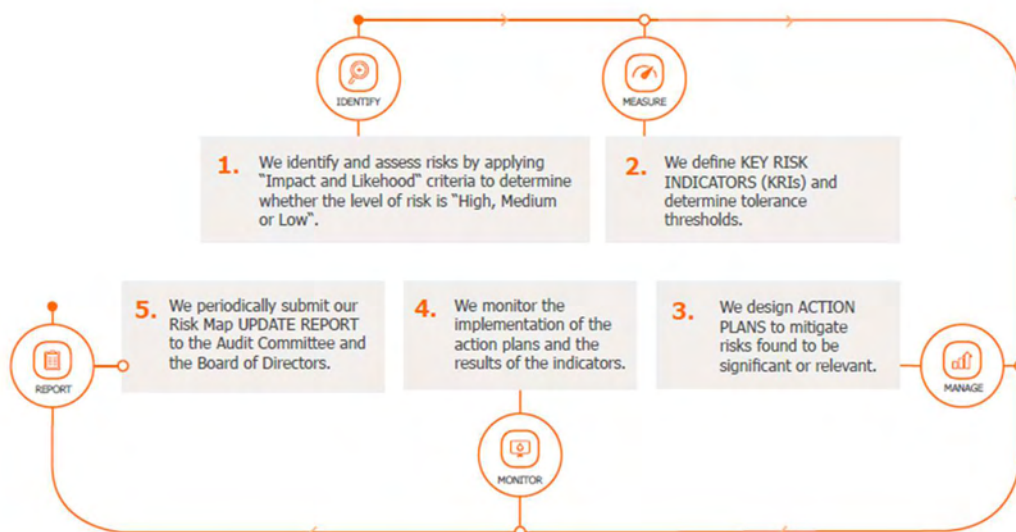 IDENTIFY
MEASURE
1. We identify and assess risks by applying
"Impact and Likehood" criteria to determine
whether the level of risk is "High, Medium
or Low".
2. We define KEY RISK
INDICATORS (KRIs) and
determine tolerance
thresholds.
3. We design ACTION
PLANS to mitigate
risks found to be
significant or relevant.
MANAGE
4. We monitor the
implementation of the
action plans and the
results of the indicators.
MONITOR
5. We periodically submit our
Risk Map UPDATE REPORT
to the Audit Committee and
the Board of Directors.
REPORT